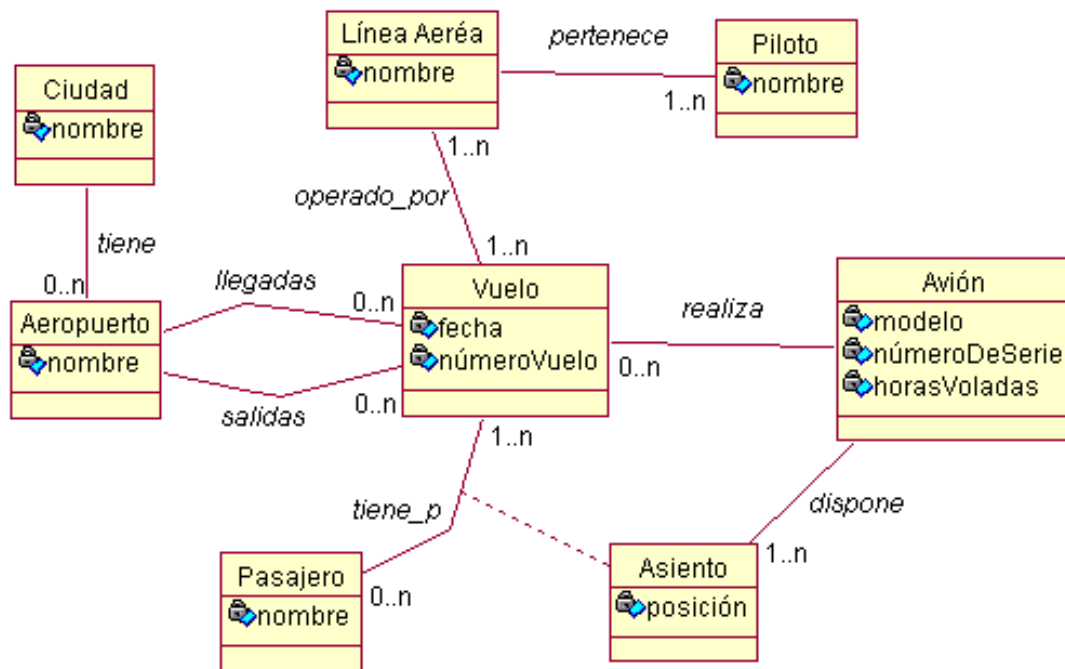 Línea Aeréa
nombre
pertenece
1..n
Piloto
nombre
Ciudad
nombre
tiene
0..n
1..n
operado_por
1..n
Aeropuerto
nombre
llegadas
0..n
salidas
0..n
Vuelo
fecha
númeroVuelo
realiza
0..n
Avión
modelo
númeroDeSerie
horasVoladas
1..n
tiene_p
0..n
Pasajero
nombre
dispone
1..n
Asiento
posición